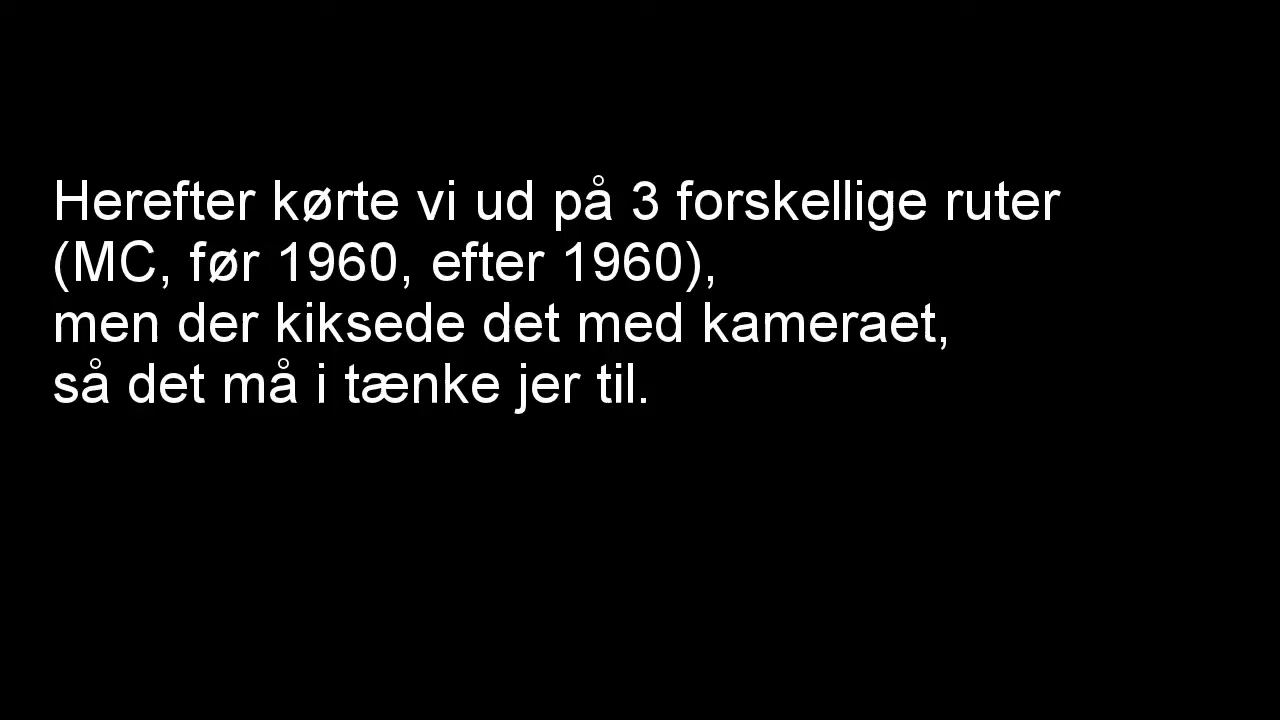 Herefter kørte vi ud på 3 forskellige ruter
(MC, før 1960, efter 1960),
men der kiksede det med kameraet,
så det må i tænke jer til.